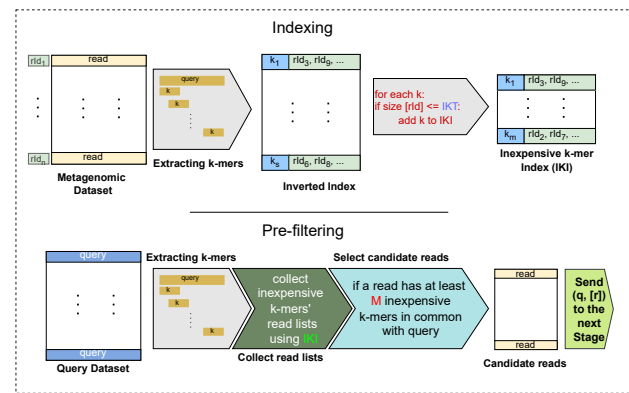 Indexing
rId1
read
rIdn
read
Metagenomic
Dataset
query
k
k
k
k
Extracting k-mers
k1
rId3, rId9, ...
ks
rId6, rId8, ...
Inverted Index
for each k:
if size [rId] <= IKT:
add k to IKI
k1
rId3, rId9, ...
km
rId2, rId7, ...
Inexpensive k-mer
Index (IKI)
Pre-filtering
query
query
Query Dataset
Extracting k-mers
query
k
k
k
k
collect
inexpensive
k-mers'
read lists
using IKI
Collect read lists
Select candidate reads
if a read has at least
M inexpensive
k-mers in common
with query
read
read
Candidate reads
Send
(q, [r])
to the
next
Stage